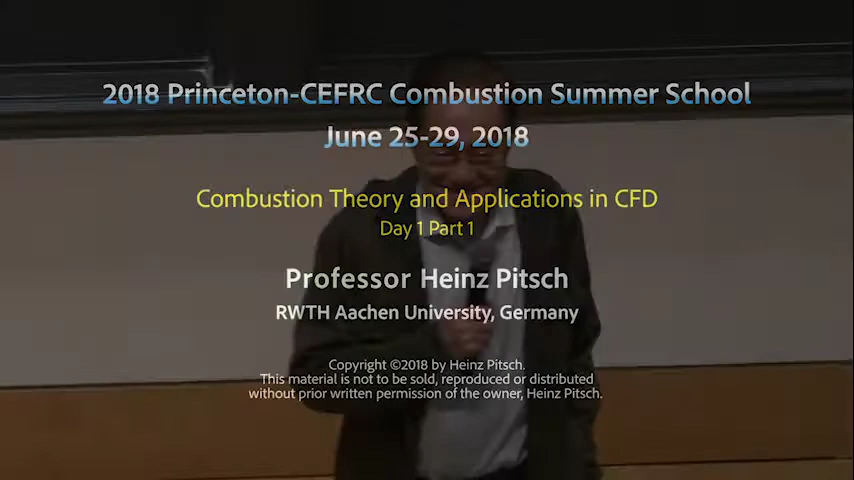 2018 Princeton-CEFRC Combustion Summer School
June 25-29, 2018
Combustion Theory and Applications in CFD
Day 1 Part 1
Professor Heinz Pitsch
RWTH Aachen University, Germany
Copyright ©2018 by Heinz Pitsch.
This material is not to be sold, reproduced or distributed
without prior written permission of the owner, Heinz Pitsch.